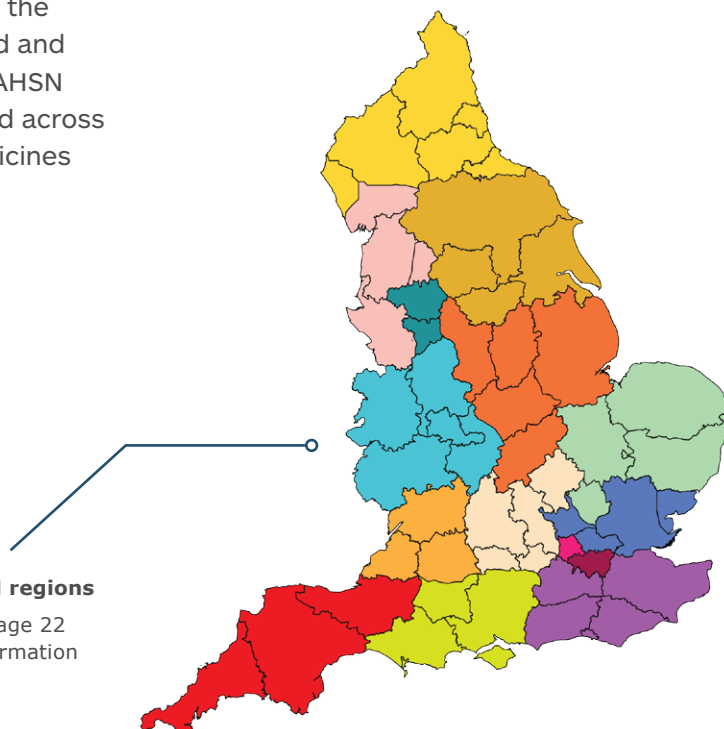 the
d and
AHSN
d across
icines
l regions
age 22
rmation